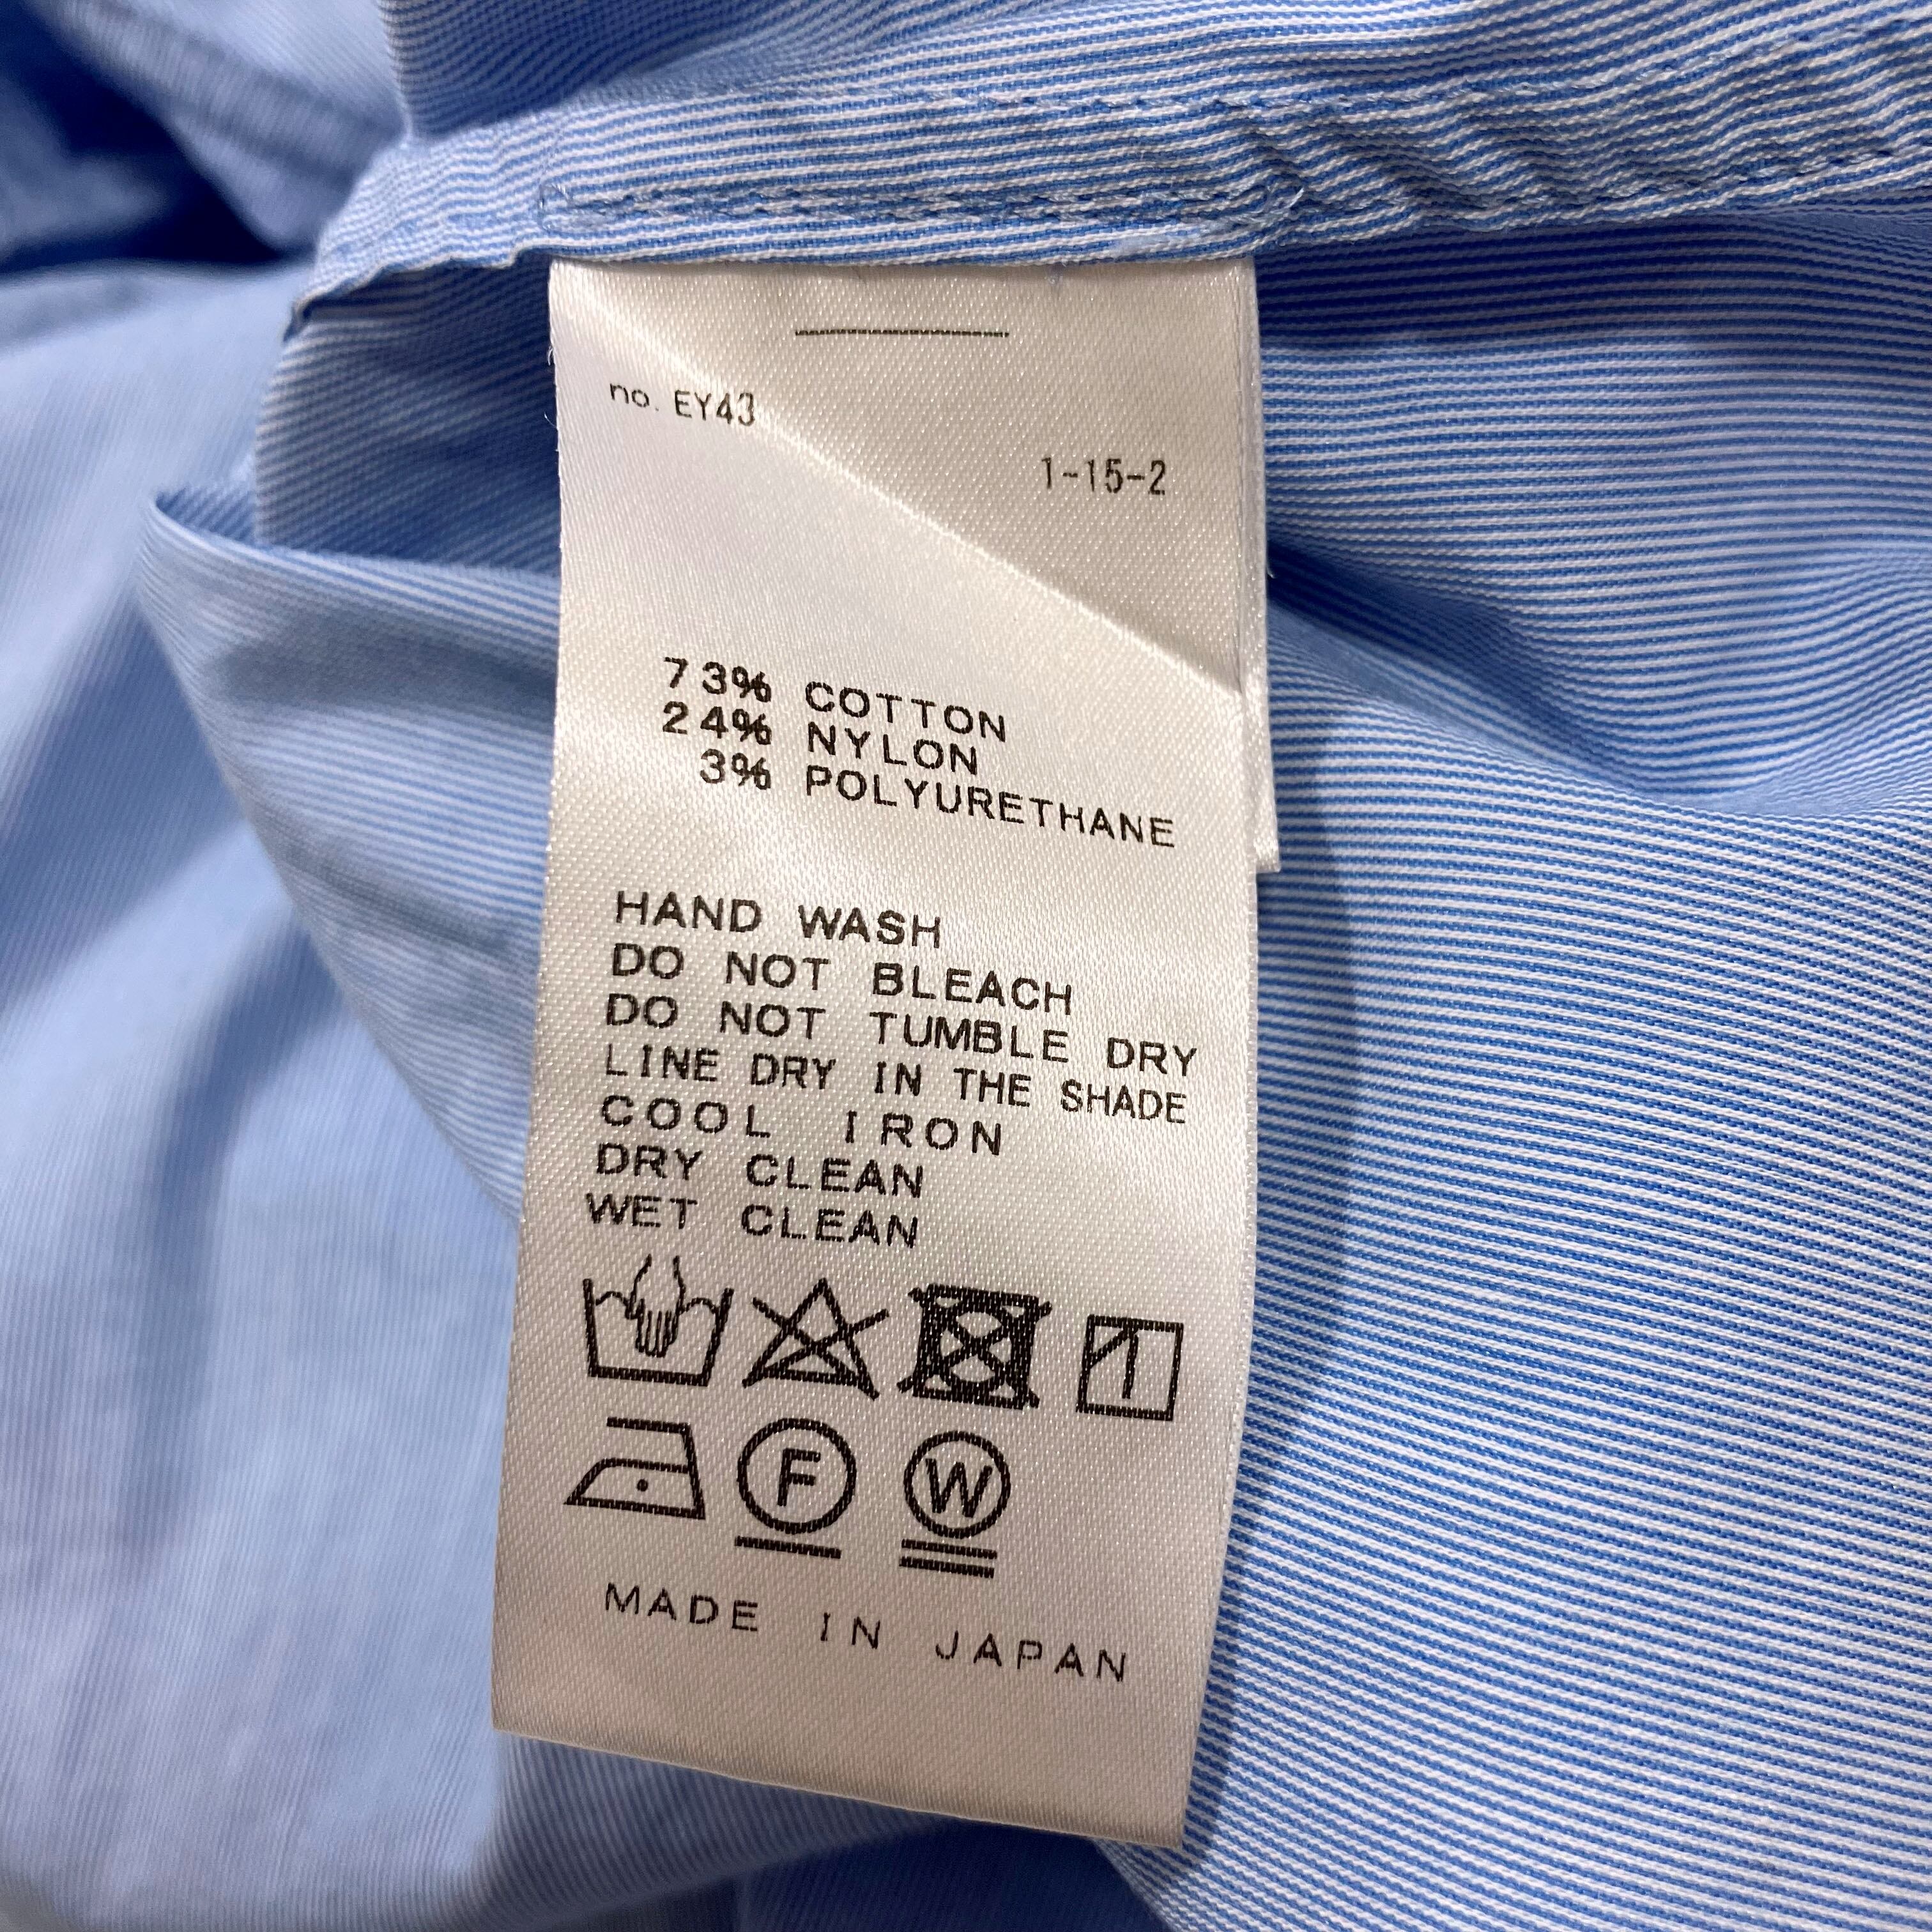 no. EY43
1-15-2
73% COTTON
24% NYLON
3% POLYURETHANE
HAND WASH
DO NOT BLEACH
DO NOT TUMBLE DRY
LINE DRY IN THE SHADE
COOL IRON
DRY CLEAN
WET CLEAN
F W
MADE IN JAPAN